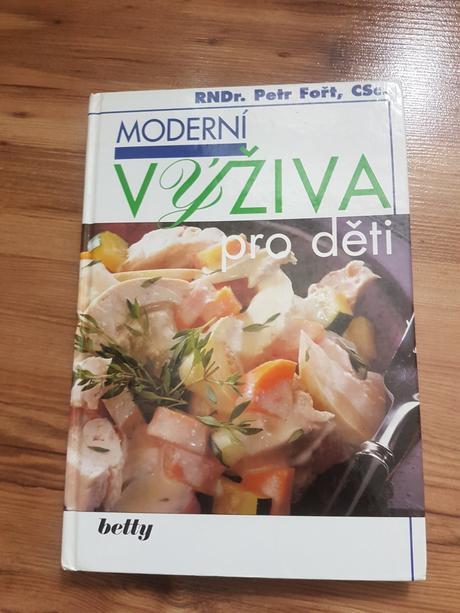 RNDr. Petr Fořt, CSc.
MODERNÍ
VÝŽIVA
pro děti
betty